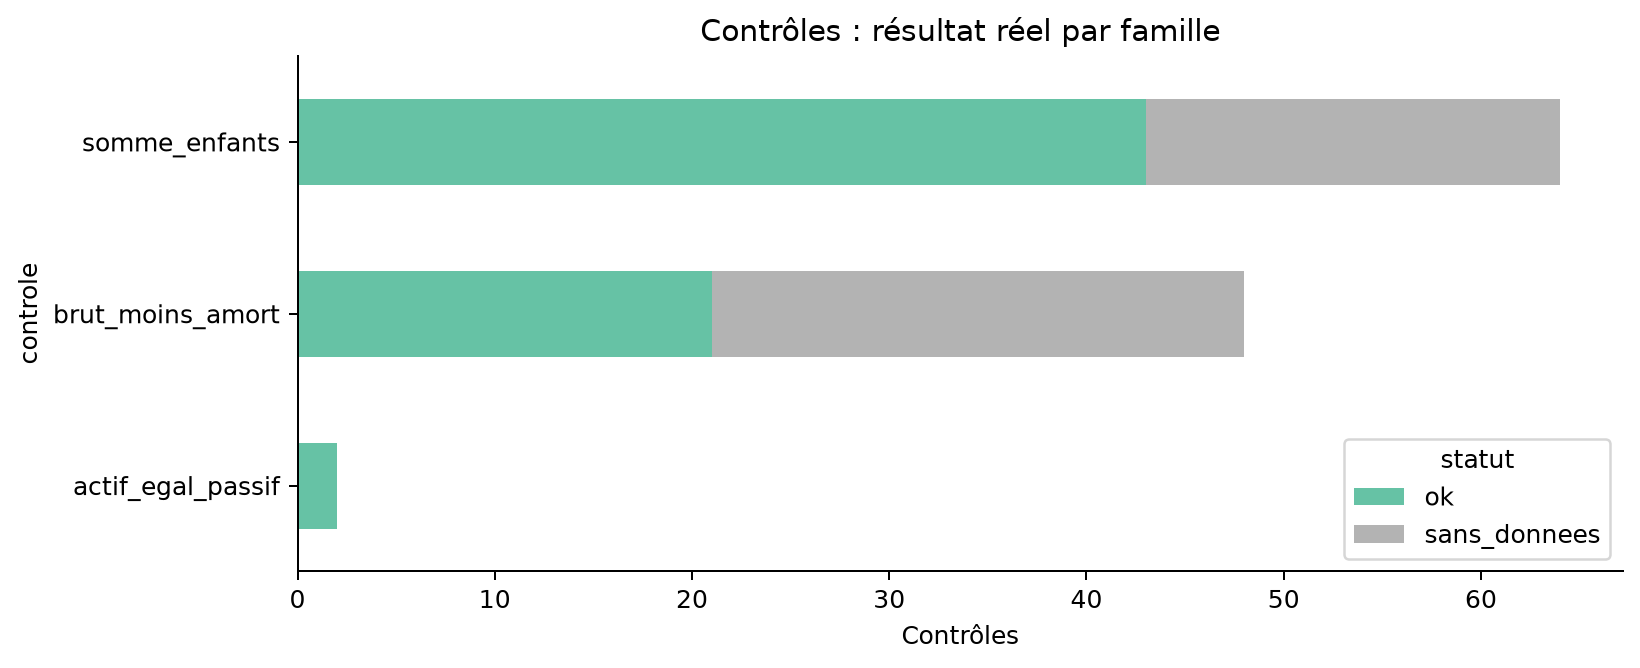 Contrôles : résultat réel par famille
controle
somme_enfants
brut_moins_amort
actif_egal_passif
statut
ok
sans_donnees
0 10 20 30 40 50 60
Contrôles